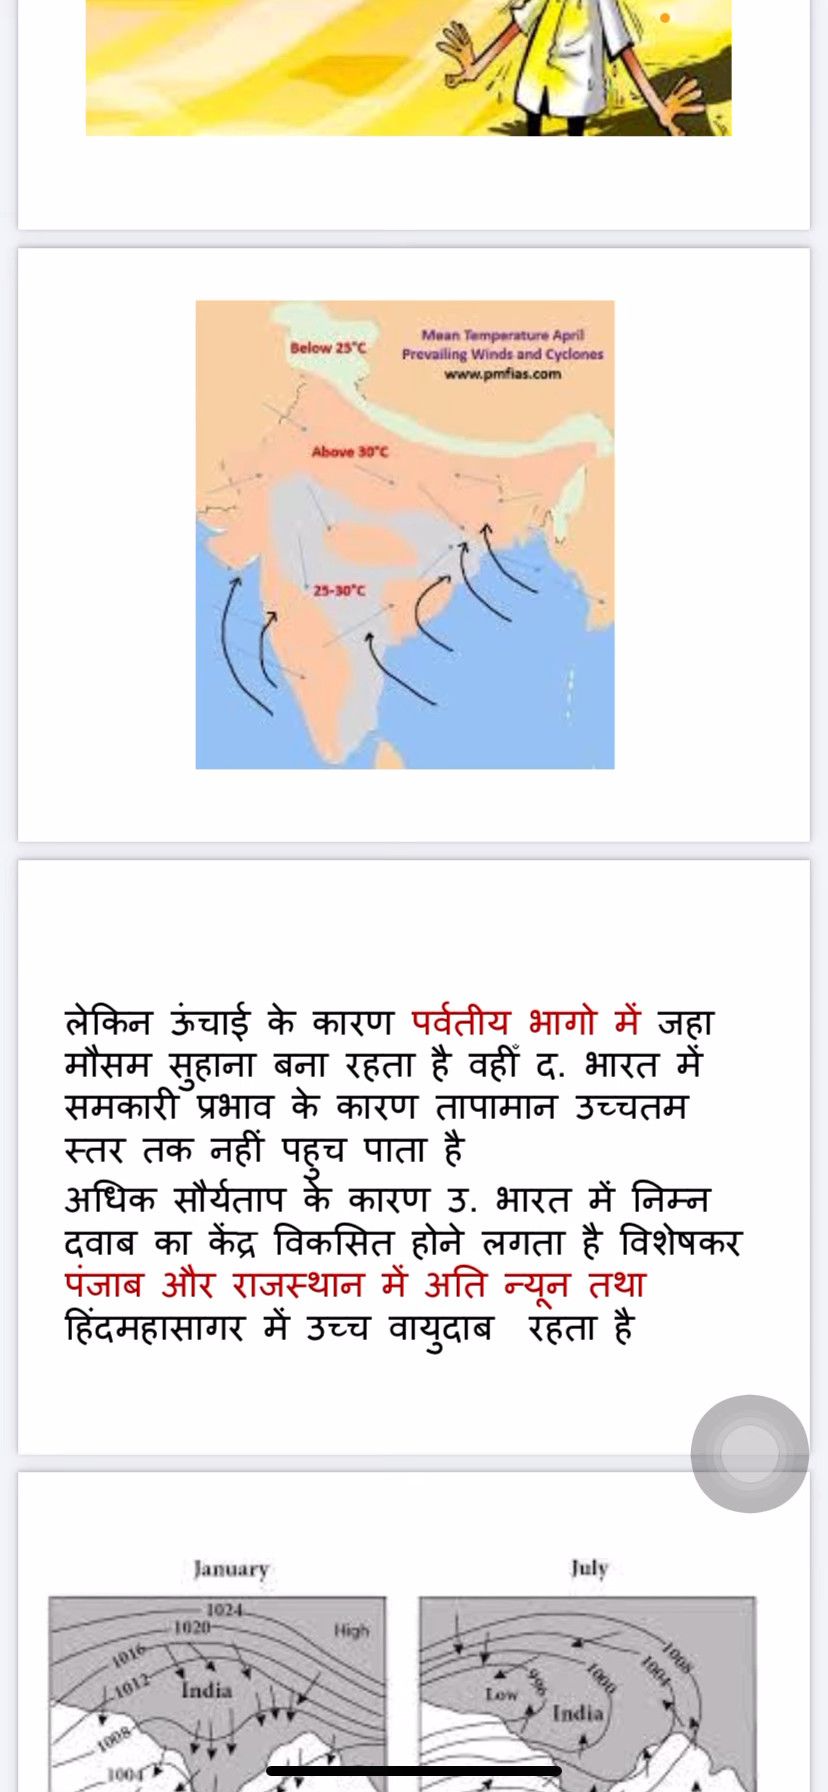 Mean Temperature April
Below 25°C
Prevailing Winds and Cyclones
www.pmfias.com
Above 30°C
25-30°C
लेकिन ऊंचाई के कारण पर्वतीय भागो में जहा
मौसम सुहाना बना रहता है वहीँ द. भारत में
समकारी प्रभाव के कारण तापामान उच्चतम
स्तर तक नहीं पहुच पाता है
अधिक सौर्यताप के कारण उ. भारत में निम्न
दवाब का केंद्र विकसित होने लगता है विशेषकर
पंजाब और राजस्थान में अति न्यून तथा
हिंदमहासागर में उच्च वायुदाब रहता है
January
1024
1020
High
1016
1012
India
1008
1004
July
1008
1004
1000
996
Low
India